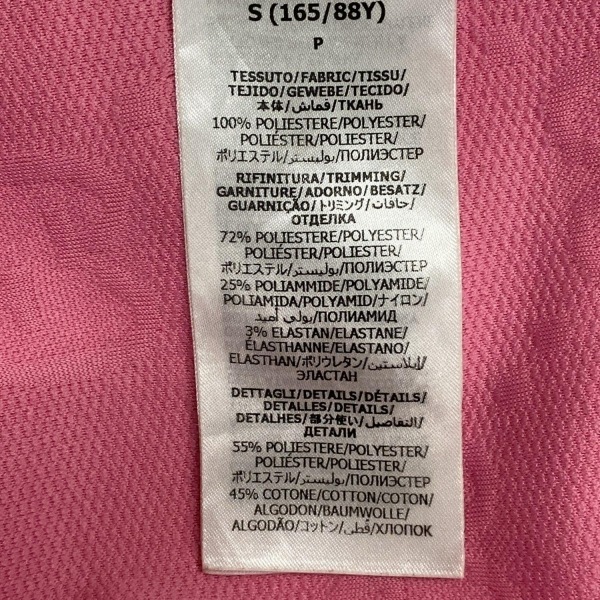 S (165/88Y)
P
TESSUTO/FABRIC/TISSU/
TEJIDO/GEWEBE/TECIDO/
本体/قماش/ТКАНЬ
100% POLIESTERE/POLYESTER/
POLIÉSTER/POLIESTER/
ポリエステル/بوليستر/ПОЛИЭСТЕР
RIFINITURA/TRIMMING/
GARNITURE/ADORNO/BESATZ/
GUARNIÇÃO/トリミング/حافات/
ОТДЕЛКА
72% POLIESTERE/POLYESTER/
POLIÉSTER/POLIESTER/
ポリエステル/بوليستر/ПОЛИЭСТЕР
25% POLIAMMIDE/POLYAMIDE/
POLIAMIDA/POLYAMID/ナイロン/
بولي أميد/ПОЛИАМИД
3% ELASTAN/ELASTANE/
ÉLASTHANNE/ELASTANO/
ELASTHAN/ポリウレタン/إيلاستين/
ЭЛАСТАН
DETTAGLI/DETAILS/DÉTAILS/
DETALLES/DETAILS/
DETALHES/部分使い/التفاصيل/
ДЕТАЛИ
55% POLIESTERE/POLYESTER/
POLIÉSTER/POLIESTER/
ポリエステル/بوليستر/ПОЛИЭСТЕР
45% COTONE/COTTON/COTON/
ALGODON/BAUMWOLLE/
ALGODÃO/コットン/قطن/ХЛОПОК